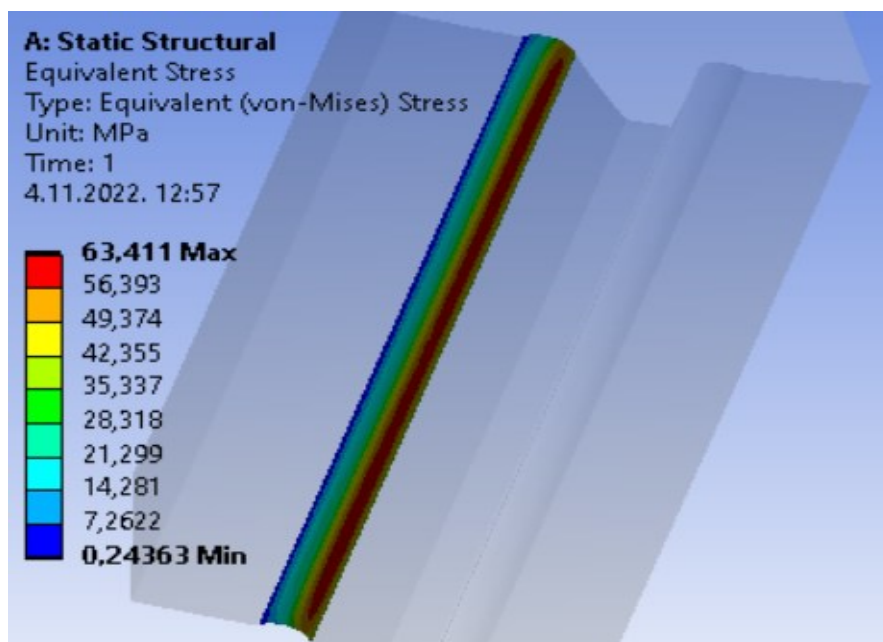 A: Static Structural
Equivalent Stress
Type: Equivalent (von-Mises) Stress
Unit: MPa
Time: 1
4.11.2022. 12:57
63,411 Max
56,393
49,374
42,355
35,337
28,318
21,299
14,281
7,2622
0,24363 Min